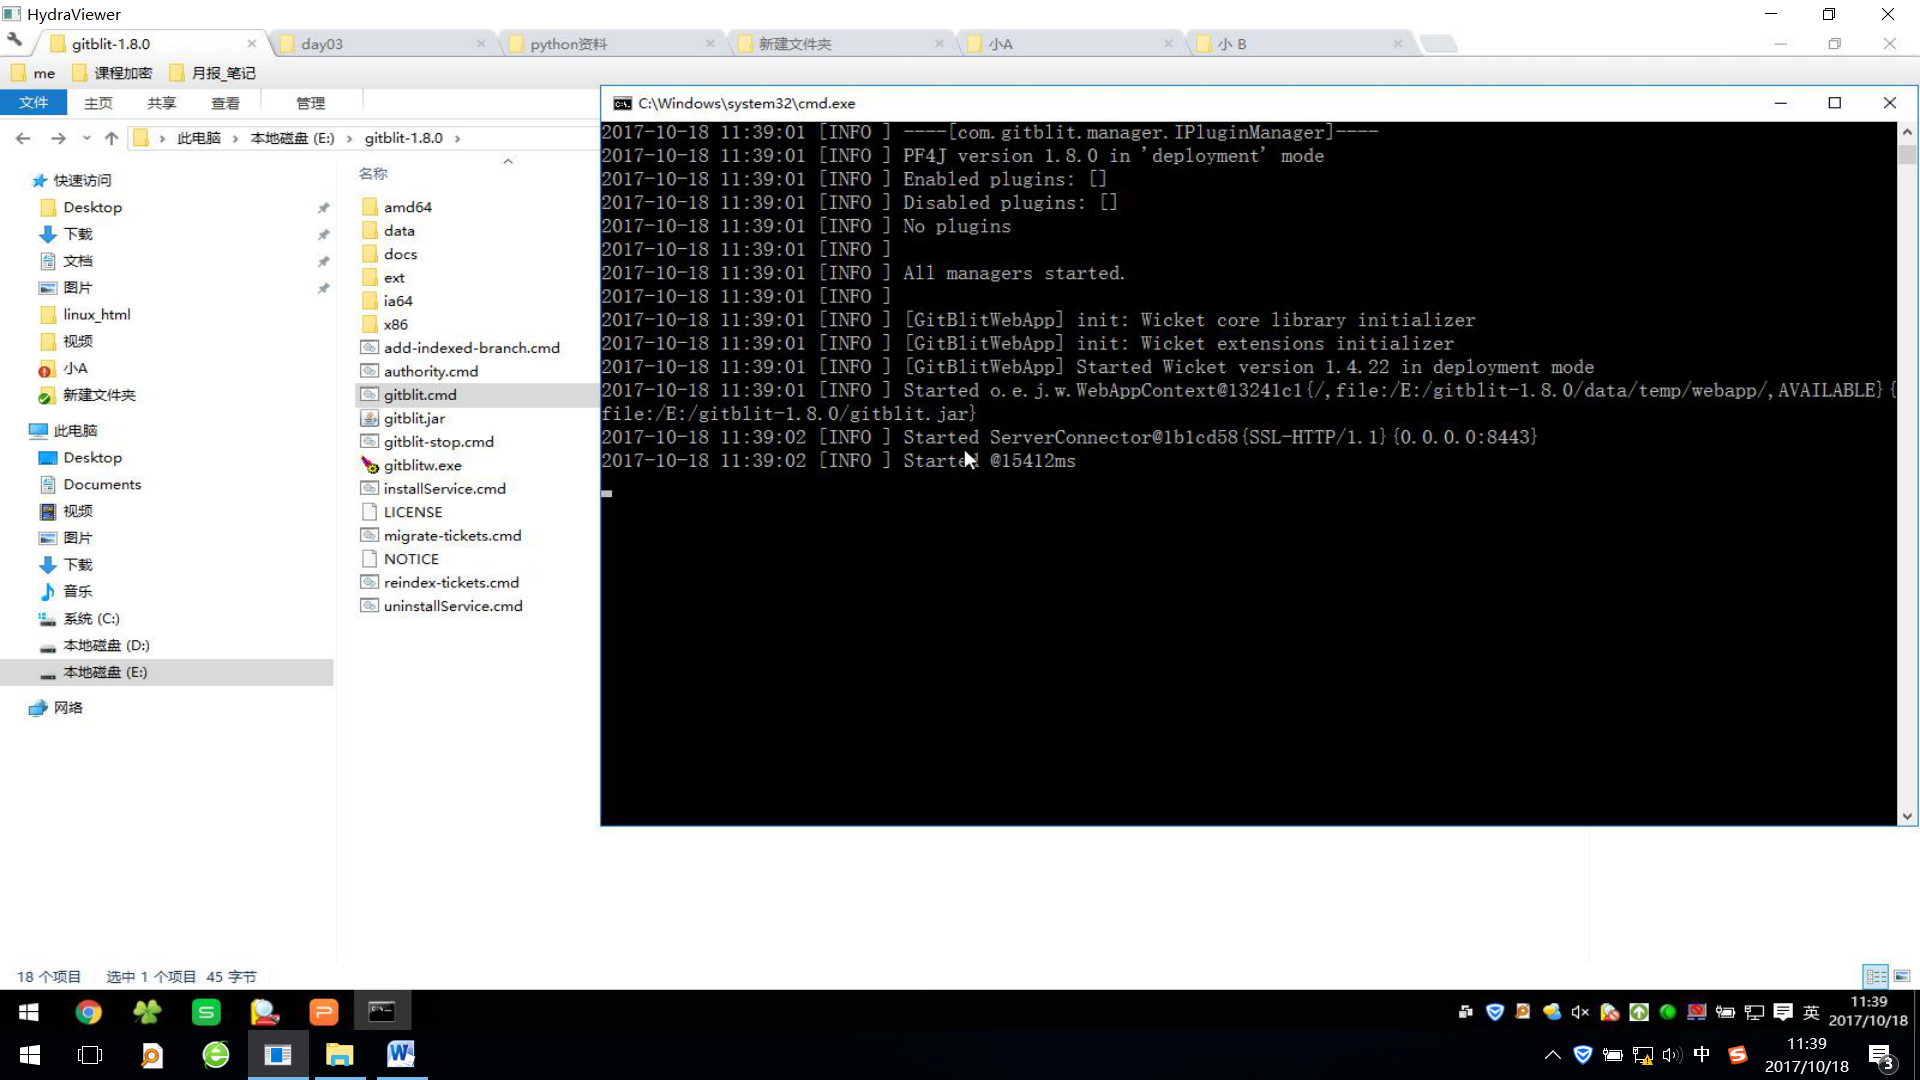 HydraViewer
gitblit-1.8.0
day03
python资料
新建文件夹
小A
小 B
me
课程加密
月报_笔记
文件
主页
共享
查看
管理
此电脑
本地磁盘 (E:)
gitblit-1.8.0
名称
快速访问
Desktop
下载
文档
图片
linux_html
视频
小A
新建文件夹
此电脑
Desktop
Documents
视频
图片
下载
音乐
系统 (C:)
本地磁盘 (D:)
本地磁盘 (E:)
网络
amd64
data
docs
ext
ia64
x86
add-indexed-branch.cmd
authority.cmd
gitblit.cmd
gitblit.jar
gitblit-stop.cmd
gitblitw.exe
installService.cmd
LICENSE
migrate-tickets.cmd
NOTICE
reindex-tickets.cmd
uninstallService.cmd
C:\Windows\system32\cmd.exe
2017-10-18 11:39:01 [INFO ] ----[com.gitblit.manager.IPluginManager]----
2017-10-18 11:39:01 [INFO ] PF4J version 1.8.0 in 'deployment' mode
2017-10-18 11:39:01 [INFO ] Enabled plugins: []
2017-10-18 11:39:01 [INFO ] Disabled plugins: []
2017-10-18 11:39:01 [INFO ] No plugins
2017-10-18 11:39:01 [INFO ]
2017-10-18 11:39:01 [INFO ] All managers started.
2017-10-18 11:39:01 [INFO ]
2017-10-18 11:39:01 [INFO ] [GitBlitWebApp] init: Wicket core library initializer
2017-10-18 11:39:01 [INFO ] [GitBlitWebApp] init: Wicket extensions initializer
2017-10-18 11:39:01 [INFO ] [GitBlitWebApp] Started Wicket version 1.4.22 in deployment mode
2017-10-18 11:39:01 [INFO ] Started o.e.j.w.WebAppContext@13241c1{/,file:/E:/gitblit-1.8.0/data/temp/webapp/,AVAILABLE}{
file:/E:/gitblit-1.8.0/gitblit.jar}
2017-10-18 11:39:02 [INFO ] Started ServerConnector@1b1cd58{SSL-HTTP/1.1}{0.0.0.0:8443}
2017-10-18 11:39:02 [INFO ] Started @15412ms
18 个项目
选中 1 个项目 45 字节
英
11:39
2017/10/18
中
11:39
2017/10/18
3